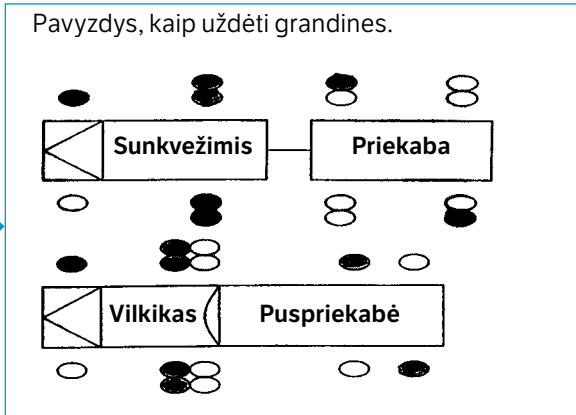 Pavyzdys, kaip uždėti grandines.
Sunkvežimis
Priekaba
Vilkikas
Puspriekabė